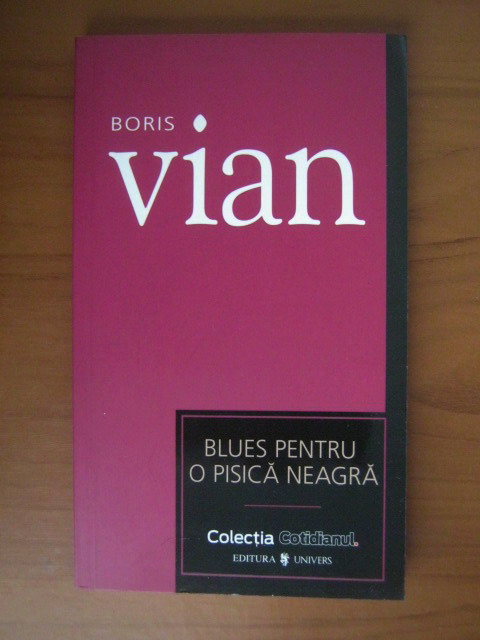 BORIS
vian
BLUES PENTRU
O PISICĂ NEAGRĂ
Colecția Cotidianul
EDITURA UNIVERS